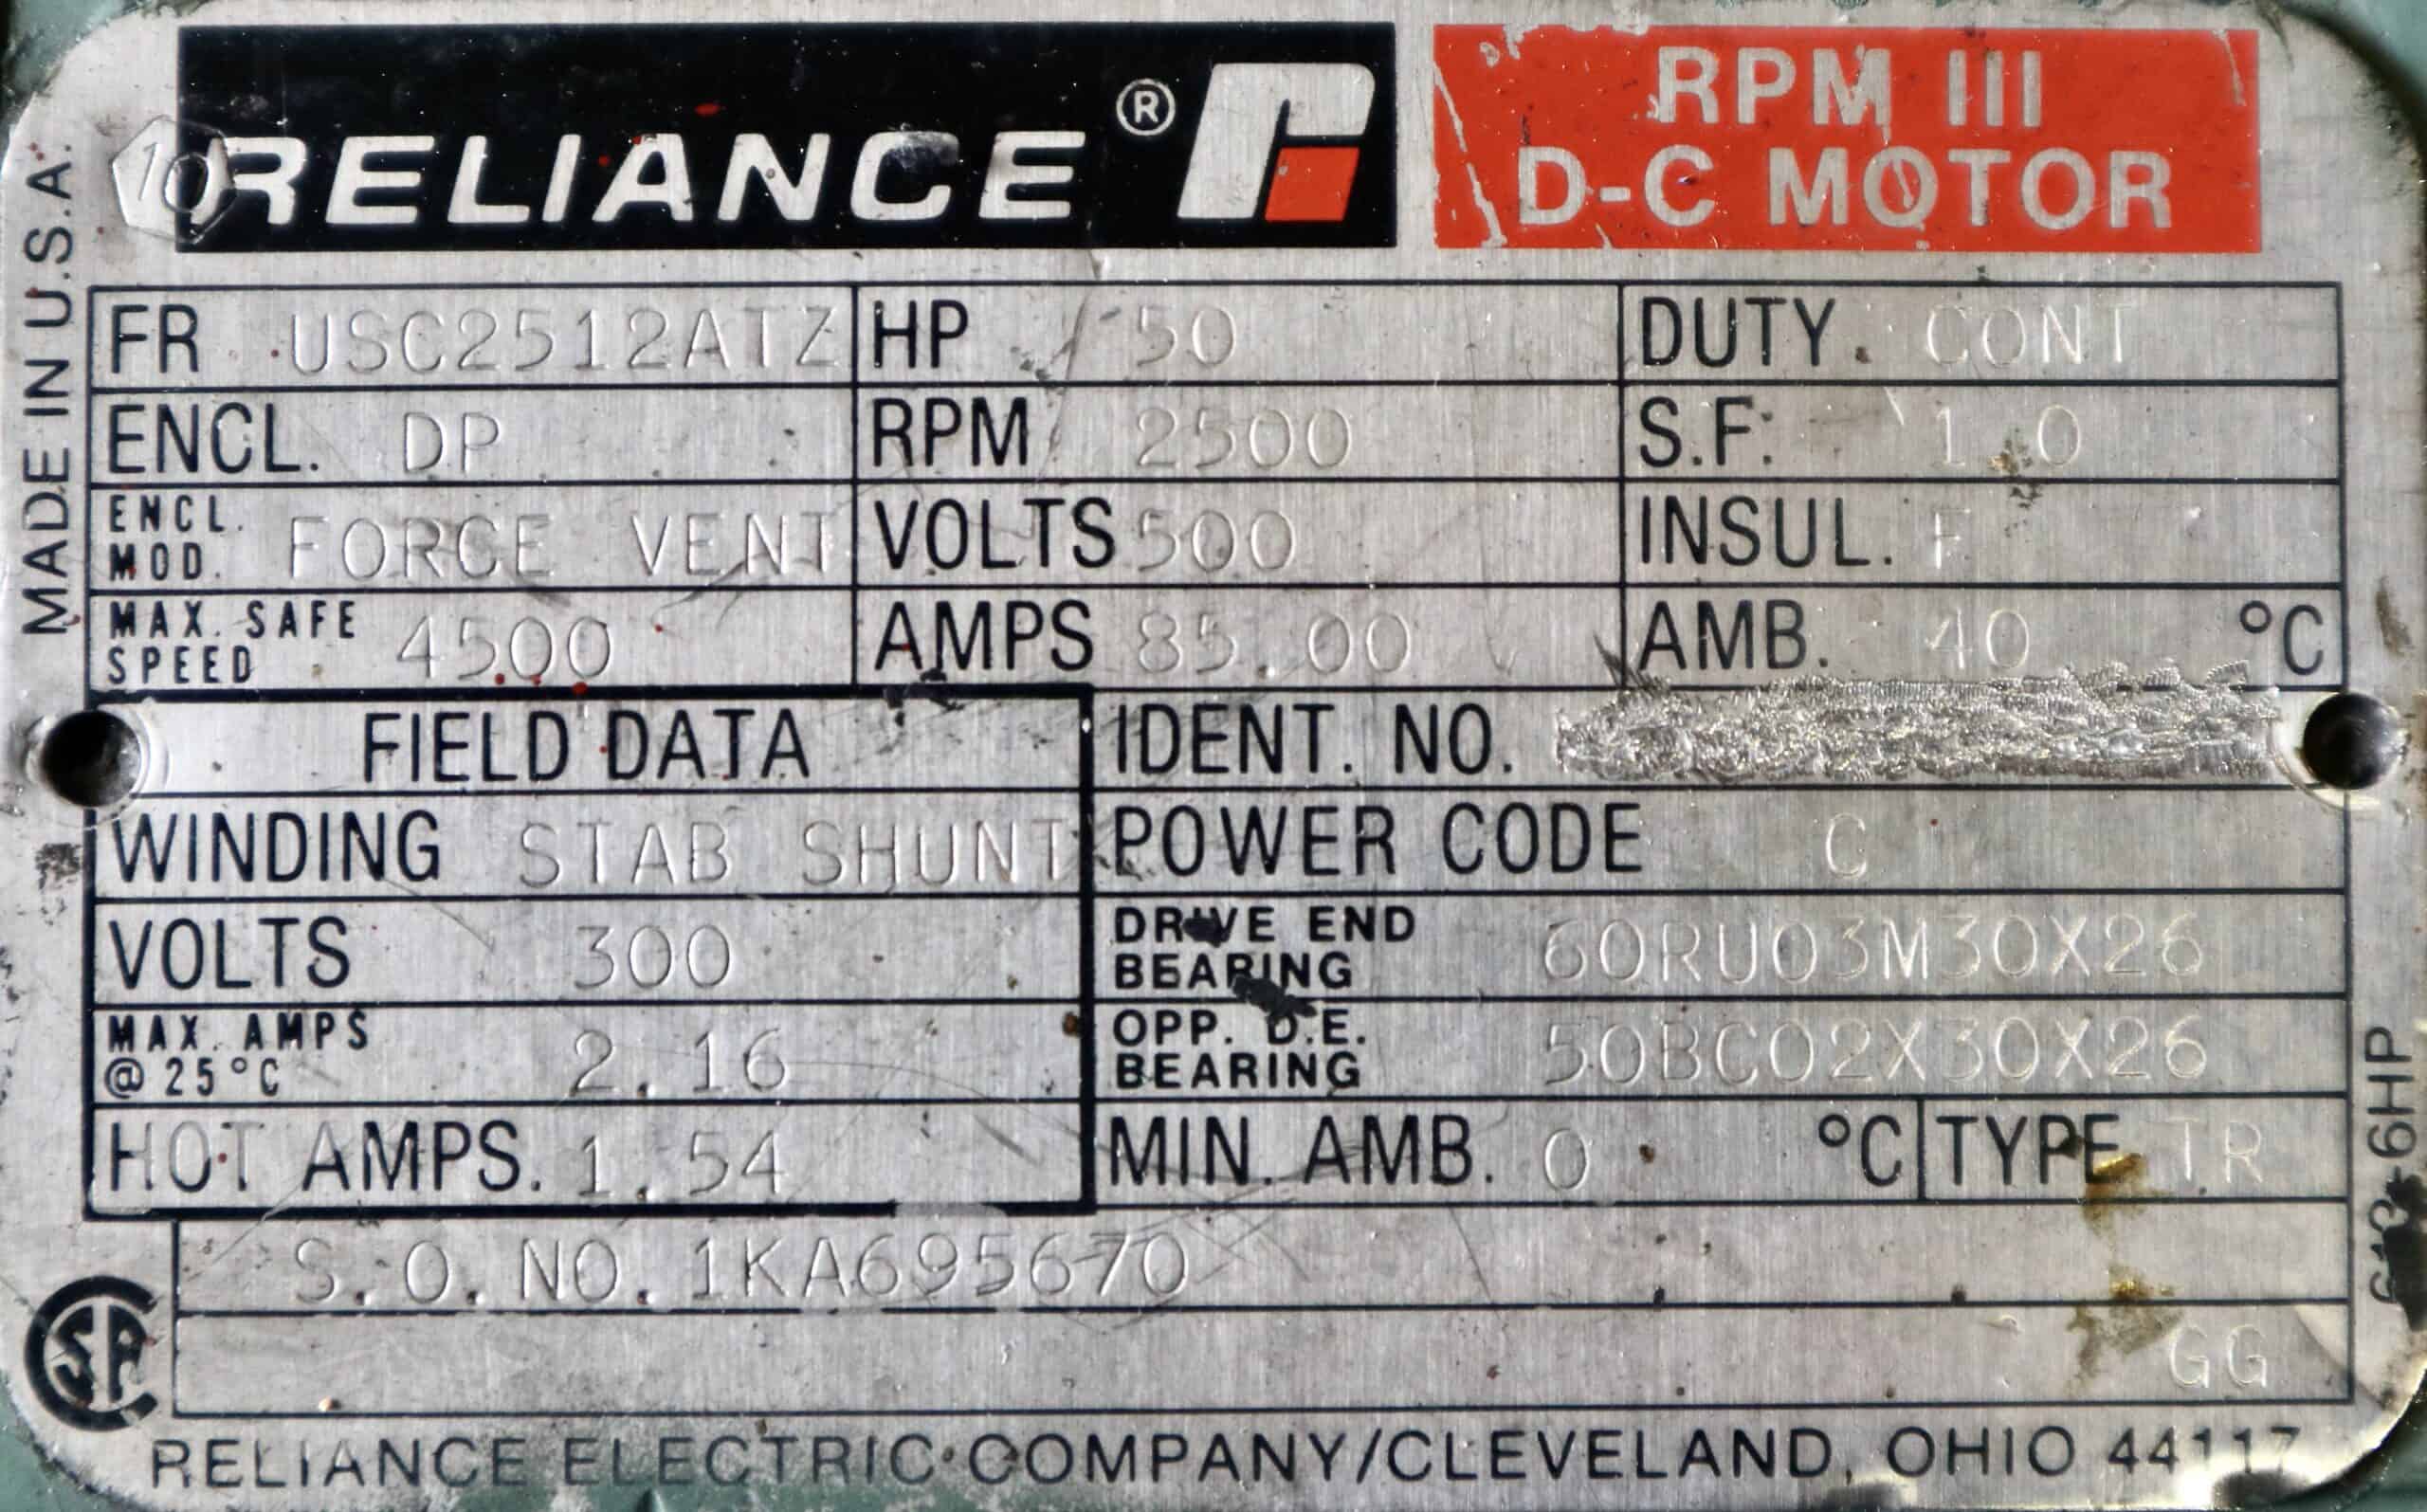 RELIANCE ®
RPM III
D-C MOTOR
10
MADE IN U.S.A.
FR USC2512ATZ HP 50 DUTY CONT
ENCL. DP RPM 2500 S.F. 1.0
ENCL. MOD. FORCE VENT VOLTS 500 INSUL. F
MAX. SAFE SPEED 4500 AMPS 85.00 AMB. 40 °C
FIELD DATA IDENT. NO.
WINDING STAB SHUNT POWER CODE C
VOLTS 300 DRIVE END BEARING 60RU03M30X26
MAX. AMPS @ 25°C 2.16 OPP. D.E. BEARING 50BC02X30X26
HOT AMPS. 1.54 MIN. AMB. 0 °C TYPE TR
S.O. NO. 1KA695670
GG
SA
RELIANCE ELECTRIC COMPANY/CLEVELAND, OHIO 44117